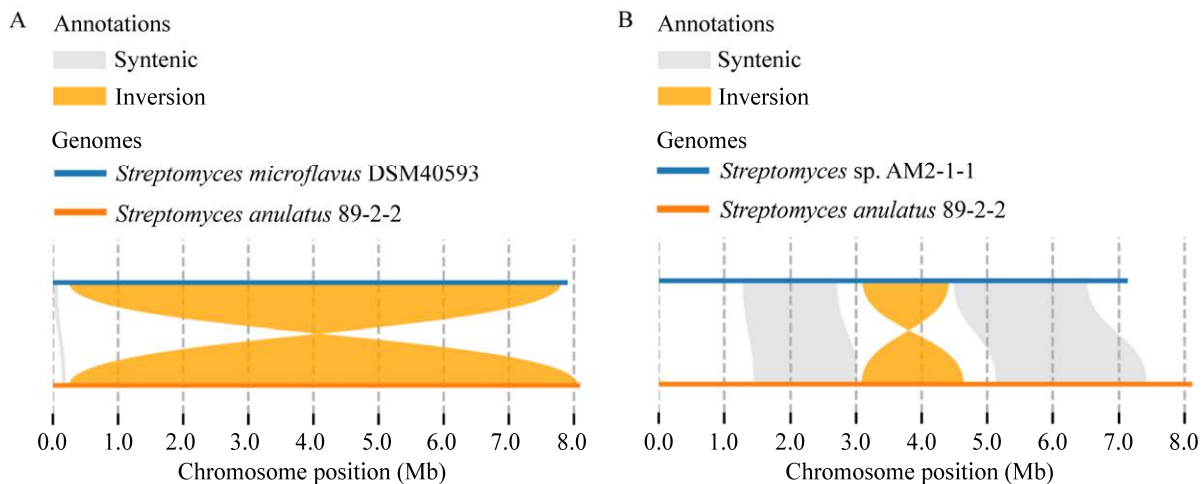 A
Annotations
Syntenic
Inversion
Genomes
Streptomyces microflavus DSM40593
Streptomyces anulatus 89-2-2
0.0 1.0 2.0 3.0 4.0 5.0 6.0 7.0 8.0
Chromosome position (Mb)
B
Annotations
Syntenic
Inversion
Genomes
Streptomyces sp. AM2-1-1
Streptomyces anulatus 89-2-2
0.0 1.0 2.0 3.0 4.0 5.0 6.0 7.0 8.0
Chromosome position (Mb)